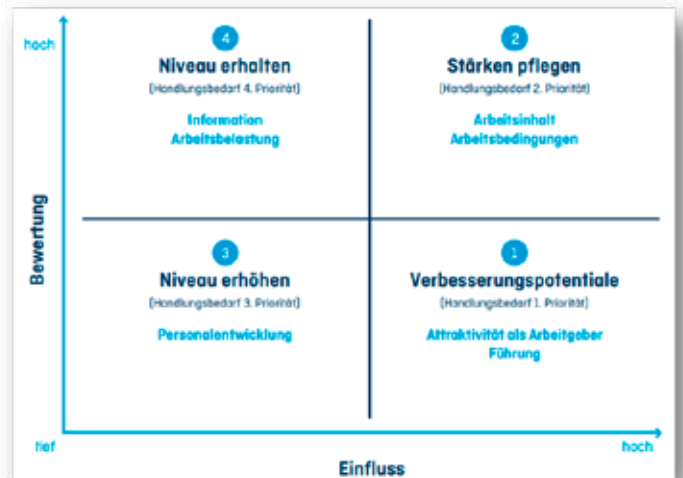 hoch
4
Niveau erhalten
(Handlungsbedarf 4. Priorität)
Information
Arbeitsbelastung
2
Stärken pflegen
(Handlungsbedarf 2. Priorität)
Arbeitsinhalt
Arbeitsbedingungen
Bewertung
3
Niveau erhöhen
(Handlungsbedarf 3. Priorität)
Personalentwicklung
1
Verbesserungspotentiale
(Handlungsbedarf 1. Priorität)
Attraktivität als Arbeitgeber
Führung
tief
hoch
Einfluss